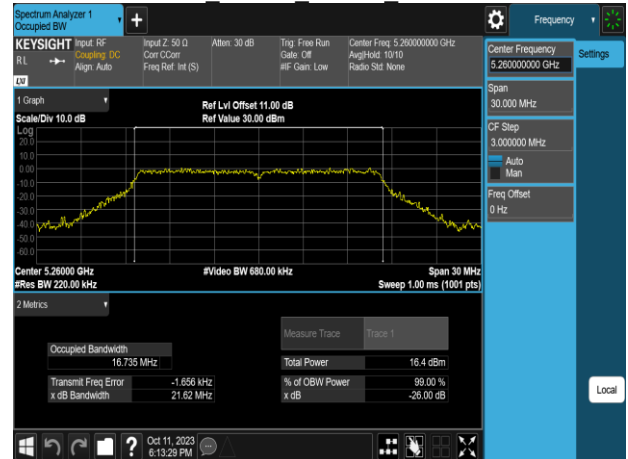 Spectrum Analyzer 1
Occupied BW
Frequency
KEYSIGHT
RL
LXI
Input: RF
Coupling: DC
Align: Auto
Input Z: 50 Ω
Corr CCorr
Freq Ref: Int (S)
Atten: 30 dB
Trig: Free Run
Gate: Off
#IF Gain: Low
Center Freq: 5.260000000 GHz
Avg|Hold: 10/10
Radio Std: None
Center Frequency
5.260000000 GHz
Settings
Span
30.000 MHz
CF Step
3.000000 MHz
Auto
Man
Freq Offset
0 Hz
1 Graph
Scale/Div 10.0 dB
Ref Lvl Offset 11.00 dB
Ref Value 30.00 dBm
Log
20.0
10.0
0.00
-10.0
-20.0
-30.0
-40.0
-50.0
-60.0
Center 5.26000 GHz
#Res BW 220.00 kHz
#Video BW 680.00 kHz
Span 30 MHz
Sweep 1.00 ms (1001 pts)
2 Metrics
Measure Trace
Trace 1
Occupied Bandwidth
16.735 MHz
Total Power
16.4 dBm
Transmit Freq Error
-1.656 kHz
% of OBW Power
99.00 %
x dB Bandwidth
21.62 MHz
x dB
-26.00 dB
Local
?
Oct 11, 2023
6:13:29 PM